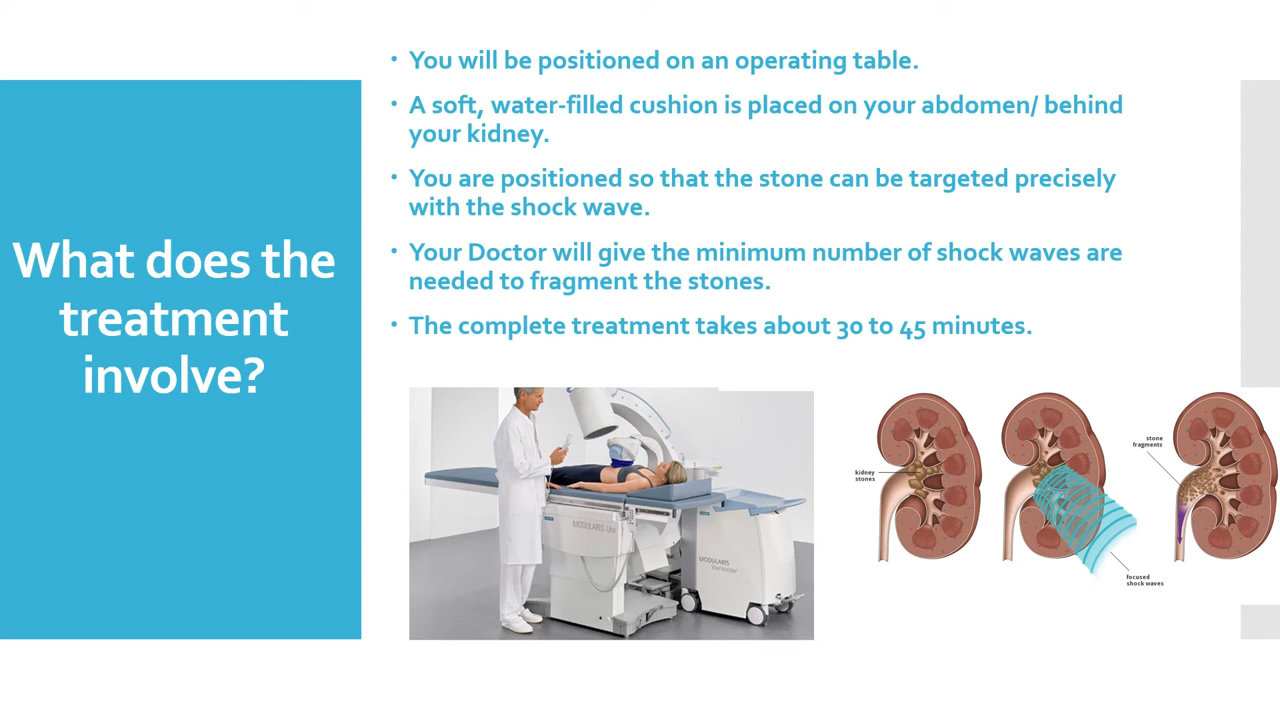 What does the
treatment
involve?
• You will be positioned on an operating table.
• A soft, water-filled cushion is placed on your abdomen/ behind
your kidney.
• You are positioned so that the stone can be targeted precisely
with the shock wave.
• Your Doctor will give the minimum number of shock waves are
needed to fragment the stones.
• The complete treatment takes about 30 to 45 minutes.
MODULARIS Uro
MODULARIS
Variostar
kidney
stones
stone
fragments
focused
shock waves